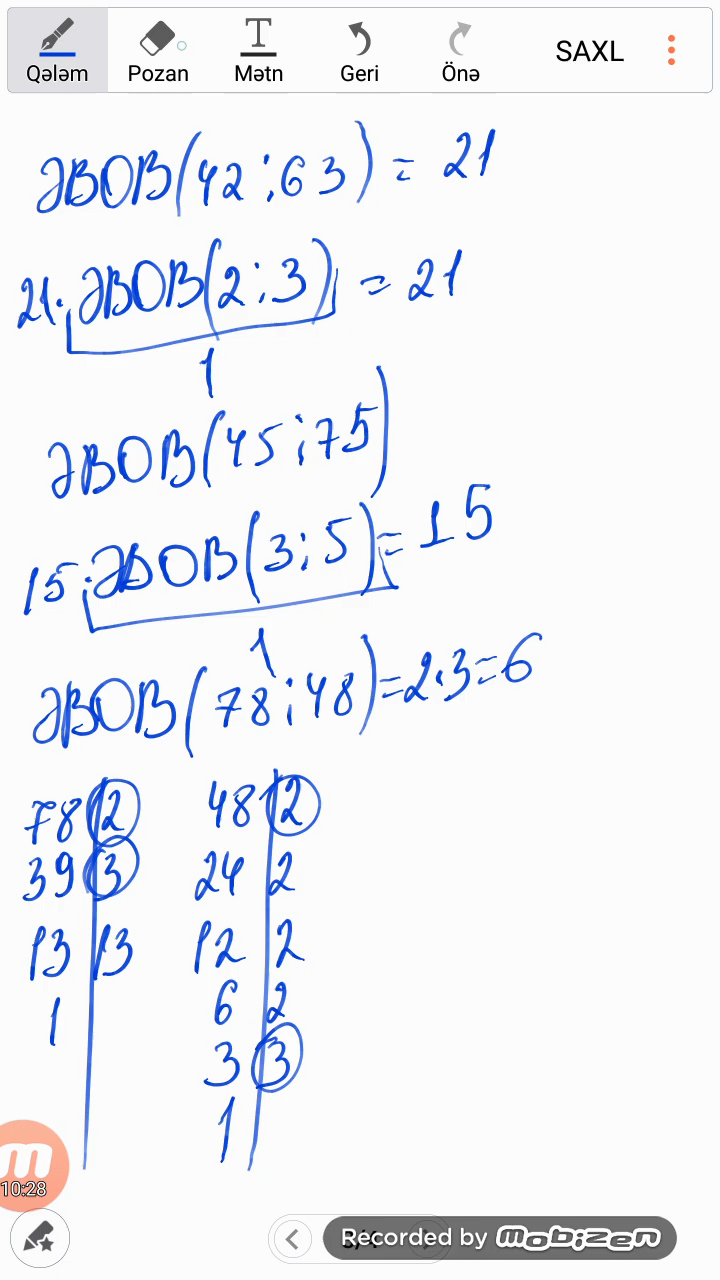 Qələm Pozan Mətn Geri Önə SAXL
ƏBOB(42;63) = 21
21·ƏBOB(2;3) = 21
1
ƏBOB(45;75)
15·ƏBOB(3;5) = 15
1
ƏBOB(78;48)=2·3=6
78 2 48 2
39 3 24 2
13 13 12 2
1 6 2
3 3
1
10:28
Recorded by mobizen